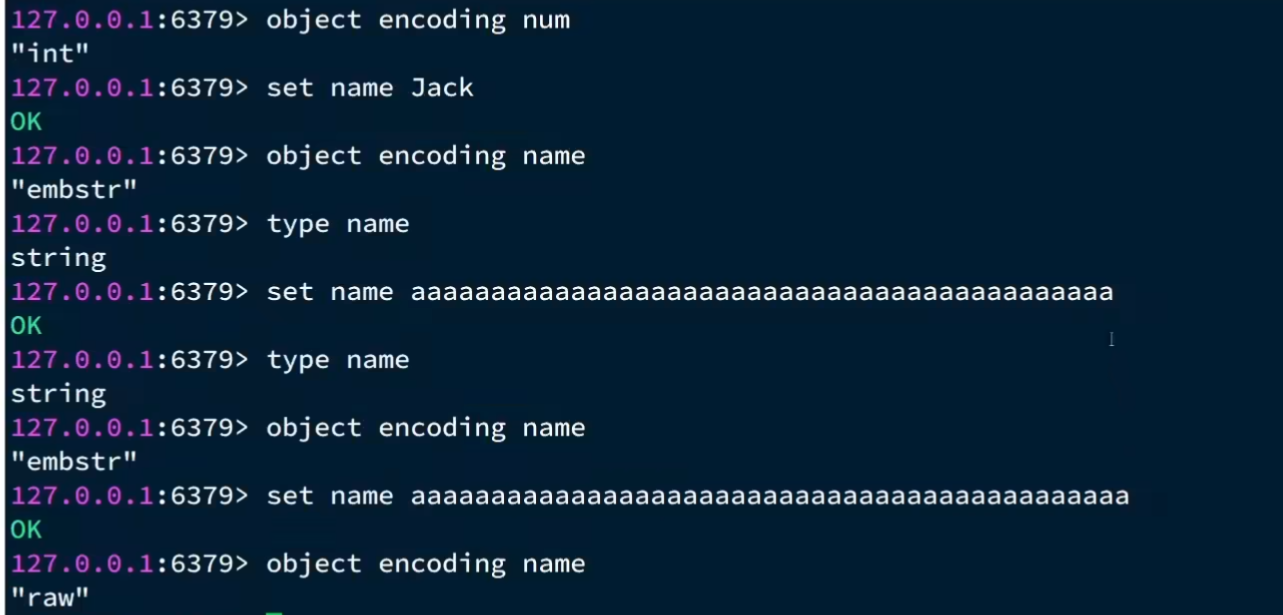 127.0.0.1:6379> object encoding num
"int"
127.0.0.1:6379> set name Jack
OK
127.0.0.1:6379> object encoding name
"embstr"
127.0.0.1:6379> type name
string
127.0.0.1:6379> set name aaaaaaaaaaaaaaaaaaaaaaaaaaaaaaaaaaaaaaaaaaaa
OK
127.0.0.1:6379> type name
string
127.0.0.1:6379> object encoding name
"embstr"
127.0.0.1:6379> set name aaaaaaaaaaaaaaaaaaaaaaaaaaaaaaaaaaaaaaaaaaaaa
OK
127.0.0.1:6379> object encoding name
"raw"